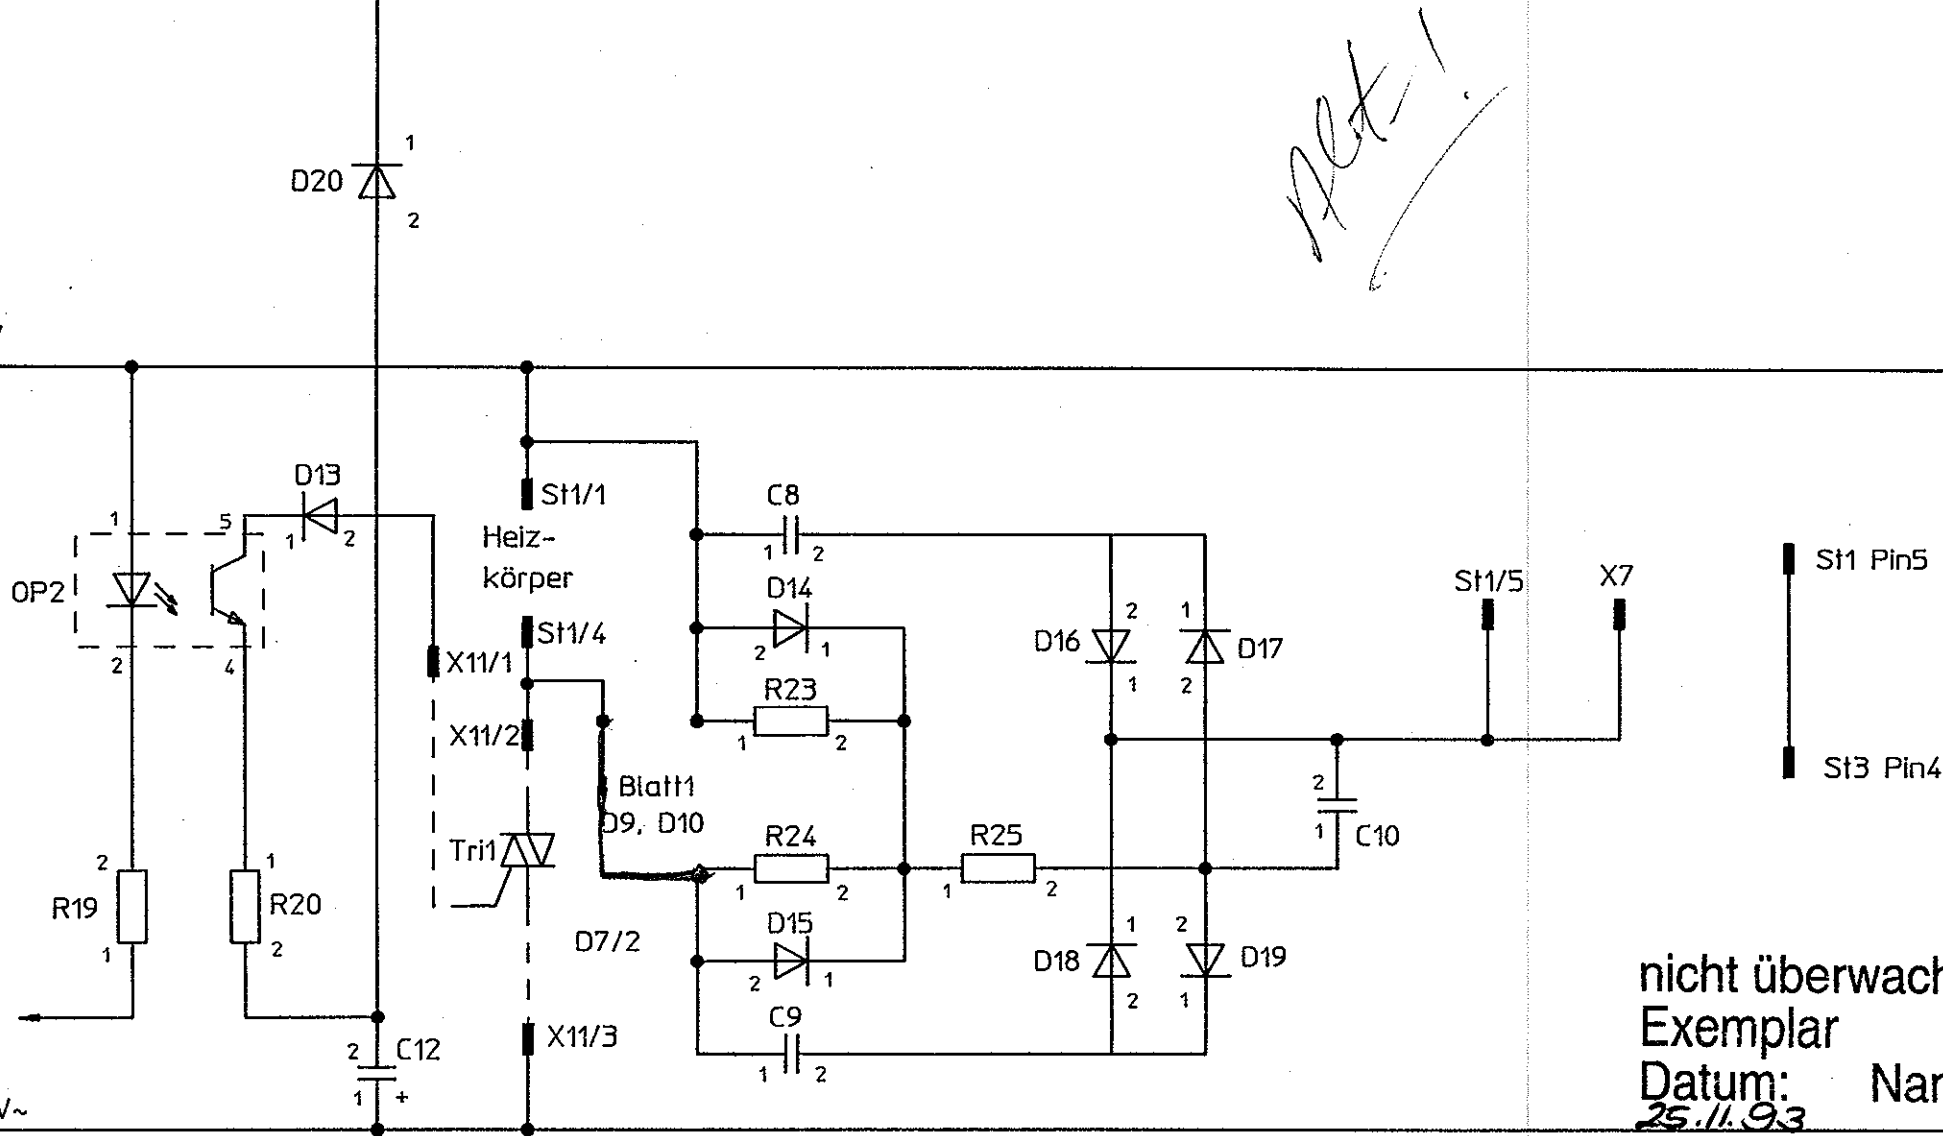 1
D20
2
D13
1
5
1
2
OP2
2
4
St1/1
Heiz-
körper
St1/4
X11/1
X11/2
Tri1
X11/3
Blatt1
D9, D10
D7/2
C8
1
2
D14
2
1
R23
1
2
R24
1
2
R25
1
2
D15
2
1
C9
1
2
2
D16
1
1
D17
2
1
D18
2
2
D19
1
St1/5
X7
2
1
C10
St1 Pin5
St3 Pin4
2
R19
1
1
R20
2
2
C12
1
+
V~
nicht überwach
Exemplar
Datum: Nan
25.11.93